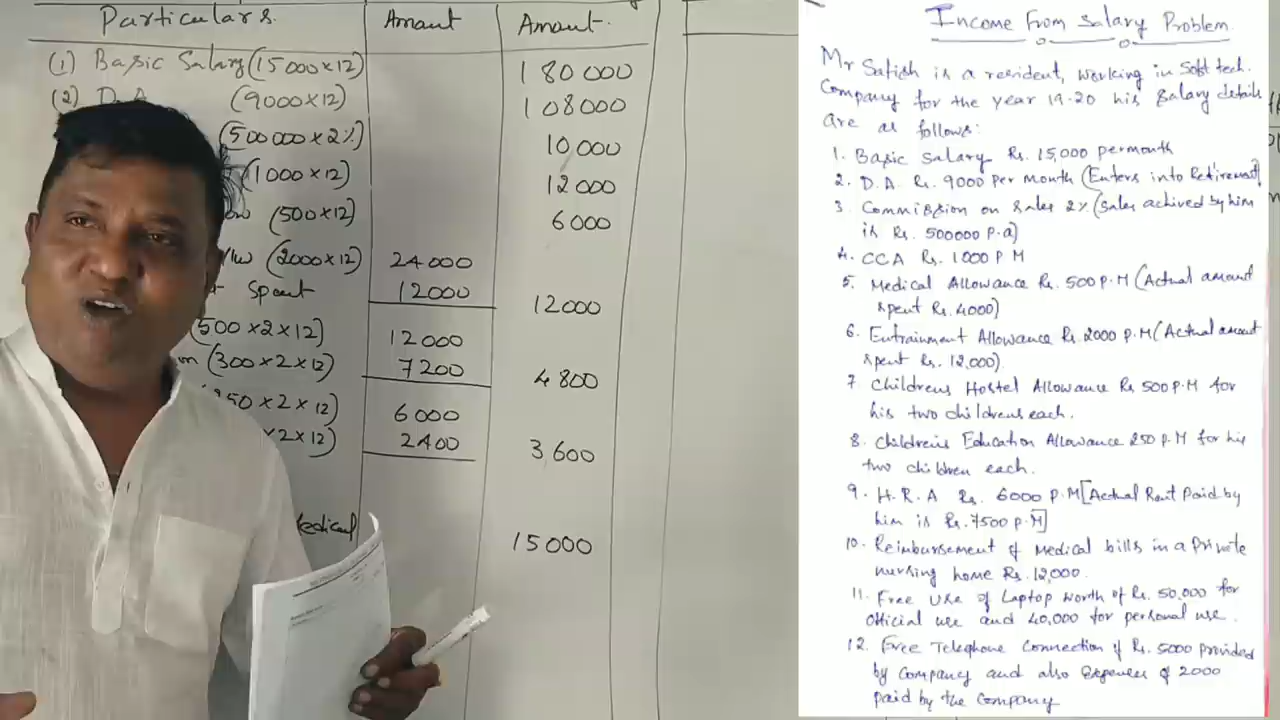 Particulars Amount Amount.
(1) Basic Salary (15000×12) 180000
(2) D.A (9000×12) 108000
(500000×2%) 10000
(1000×12) 12000
(500×12) 6000
(2000×12) 24000
Spent 12000 12000
(500×2×12) 12000
(300×2×12) 7200 4800
×2×12) 6000
×2×12) 2400 3600
Medical
15000
Income From Salary Problem.
Mr Satish is a resident, working in Soft tech.
Company for the year 19-20 his Salary details
are as follows:
1. Basic Salary Rs. 15,000 per month
2. D.A. Rs. 9000 per month (Enters into Retirement)
3. Commission on Sales 2% (Sales achived by him
is Rs. 500000 P.a)
4. CCA Rs. 1000 P M
5. Medical Allowance Rs. 500 P.M (Actual amount
spent Rs. 4000)
6. Entrainment Allowance Rs. 2000 P.M (Actual amount
spent Rs. 12,000)
7. Childrens Hostel Allowance Rs 500 P.M for
his two childrens each.
8. Children's Education Allowance 250 P.M for his
two children each.
9. H.R.A Rs. 6000 P.M [Actual Rent Paid by
him is Rs. 7500 P.M]
10. Reimbursement of Medical bills in a Private
nursing home Rs. 12,000.
11. Free use of Laptop worth of Rs. 50,000 for
Official use and 40,000 for personal use.
12. Free Telephone Connection of Rs. 5000 provided
by Company and also Expenses of 2000
paid by the Company